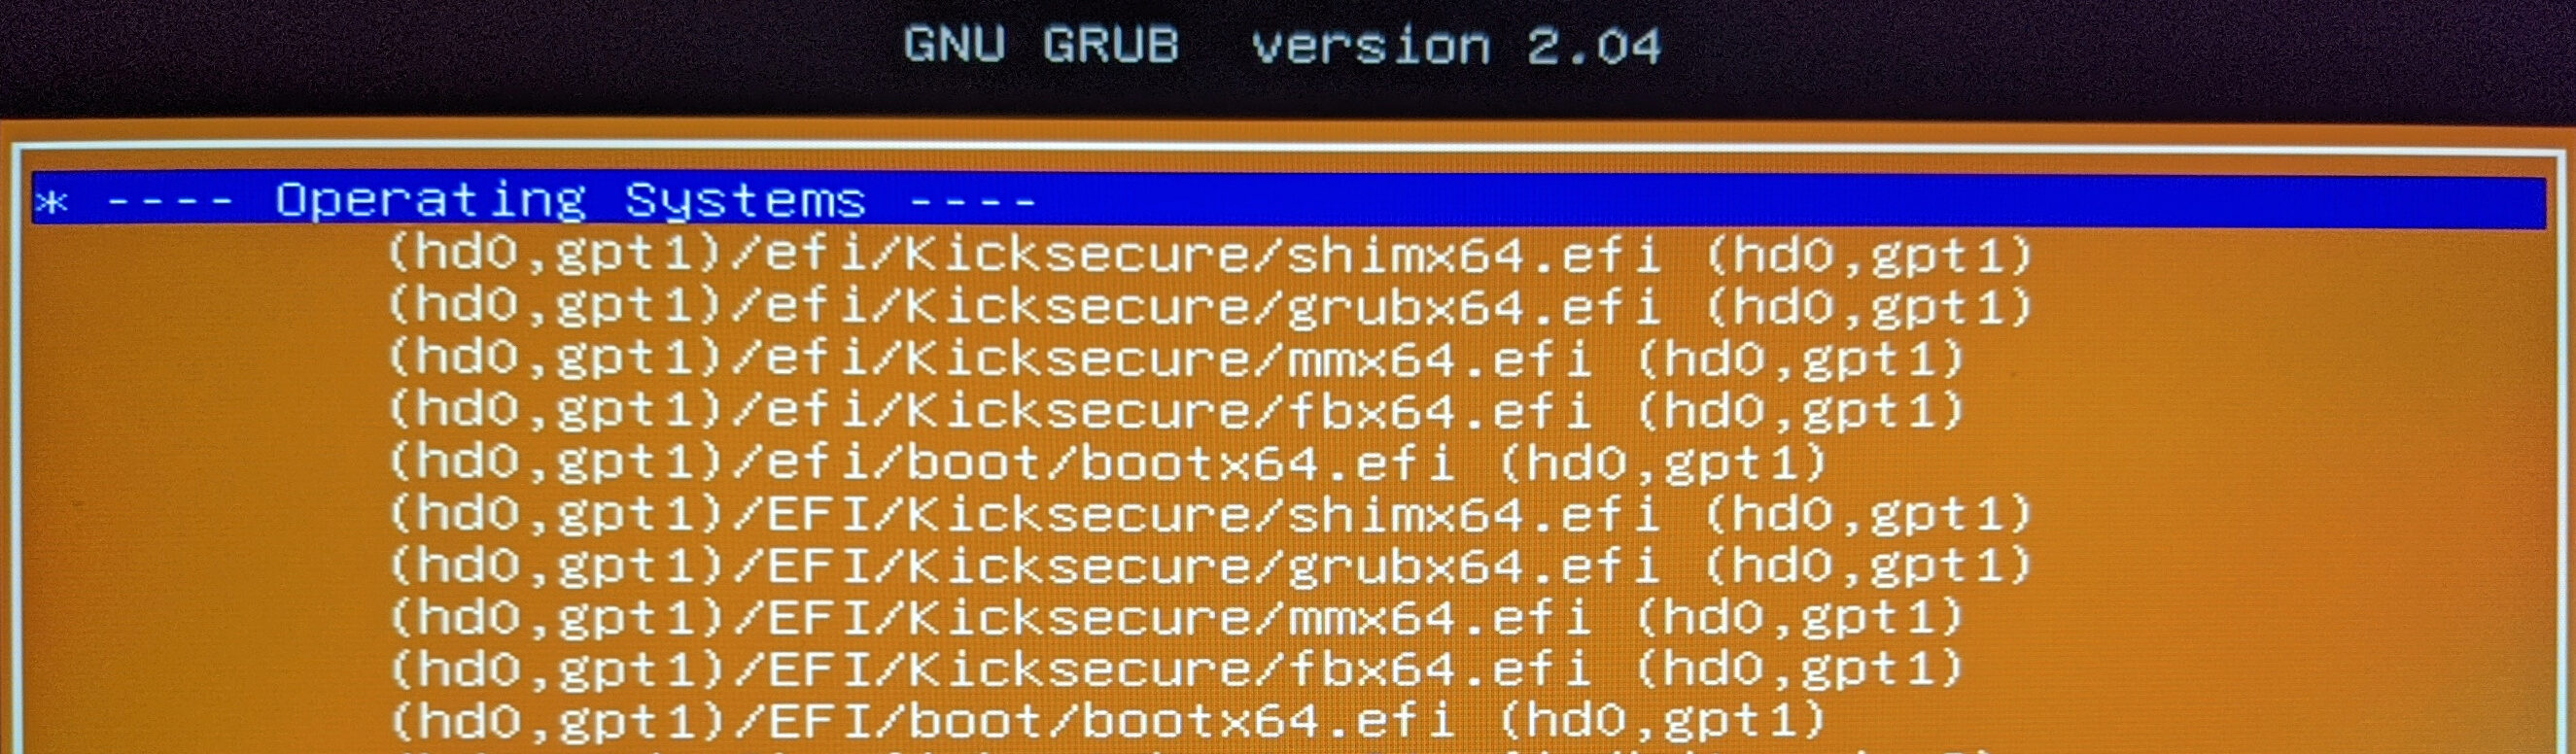 GNU GRUB version 2.04
* ---- Operating Systems ----
(hd0,gpt1)/efi/Kicksecure/shimx64.efi (hd0,gpt1)
(hd0,gpt1)/efi/Kicksecure/grubx64.efi (hd0,gpt1)
(hd0,gpt1)/efi/Kicksecure/mmx64.efi (hd0,gpt1)
(hd0,gpt1)/efi/Kicksecure/fbx64.efi (hd0,gpt1)
(hd0,gpt1)/efi/boot/bootx64.efi (hd0,gpt1)
(hd0,gpt1)/EFI/Kicksecure/shimx64.efi (hd0,gpt1)
(hd0,gpt1)/EFI/Kicksecure/grubx64.efi (hd0,gpt1)
(hd0,gpt1)/EFI/Kicksecure/mmx64.efi (hd0,gpt1)
(hd0,gpt1)/EFI/Kicksecure/fbx64.efi (hd0,gpt1)
(hd0,gpt1)/EFI/boot/bootx64.efi (hd0,gpt1)